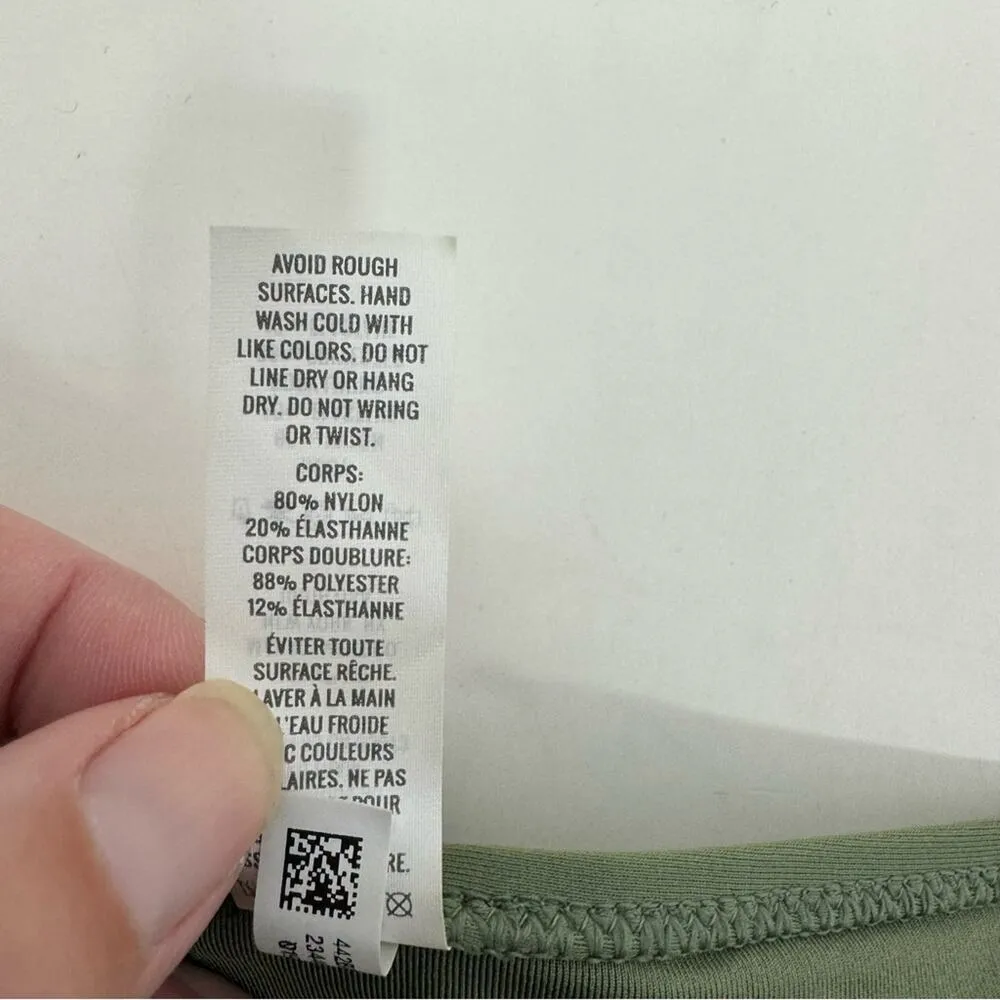 AVOID ROUGH
SURFACES. HAND
WASH COLD WITH
LIKE COLORS. DO NOT
LINE DRY OR HANG
DRY. DO NOT WRING
OR TWIST.
CORPS:
80% NYLON
20% ÉLASTHANNE
CORPS DOUBLURE:
88% POLYESTER
12% ÉLASTHANNE
ÉVITER TOUTE
SURFACE RÊCHE.
LAVER À LA MAIN
L'EAU FROIDE
C COULEURS
LAIRES. NE PAS
POUR
RE.